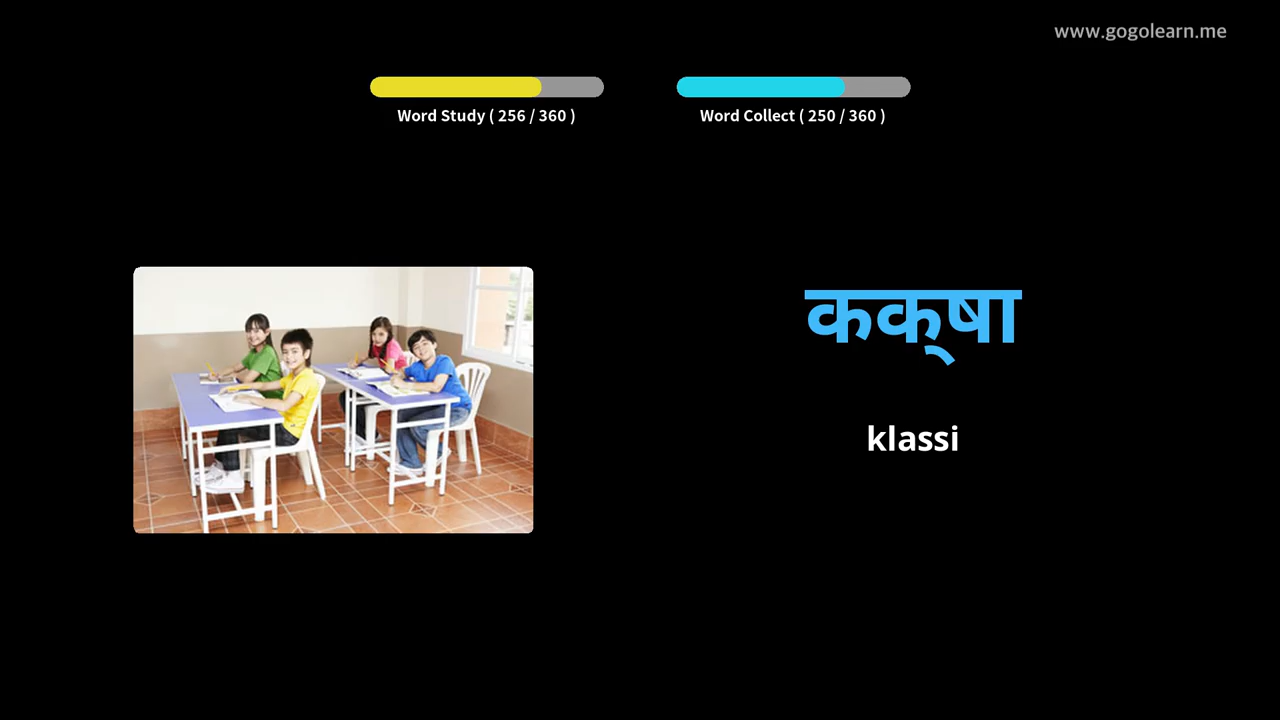 www.gogolearn.me
Word Study ( 256 / 360 )
Word Collect ( 250 / 360 )
कक्षा
klassi